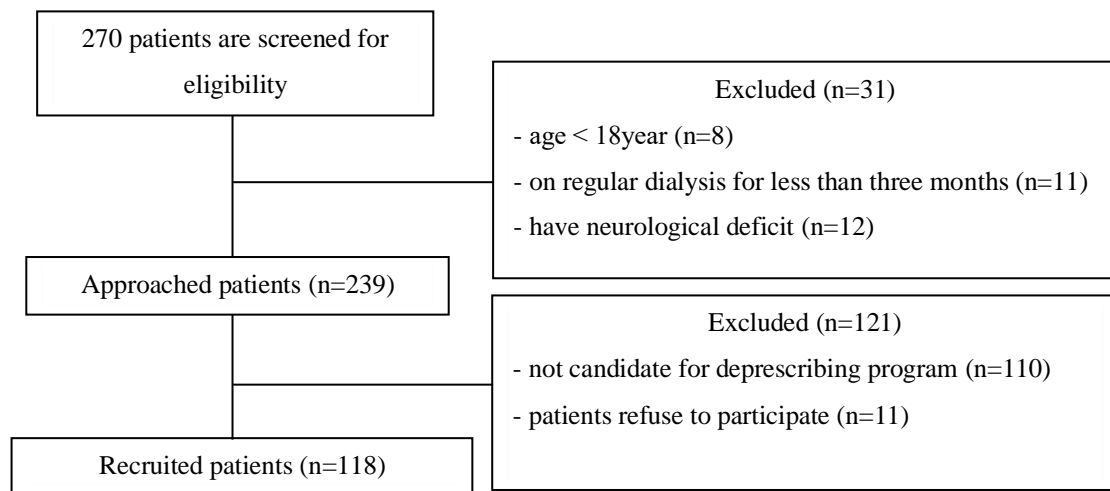 270 patients are screened for
eligibility
Excluded (n=31)
- age < 18year (n=8)
- on regular dialysis for less than three months (n=11)
- have neurological deficit (n=12)
Approached patients (n=239)
Excluded (n=121)
- not candidate for deprescribing program (n=110)
- patients refuse to participate (n=11)
Recruited patients (n=118)